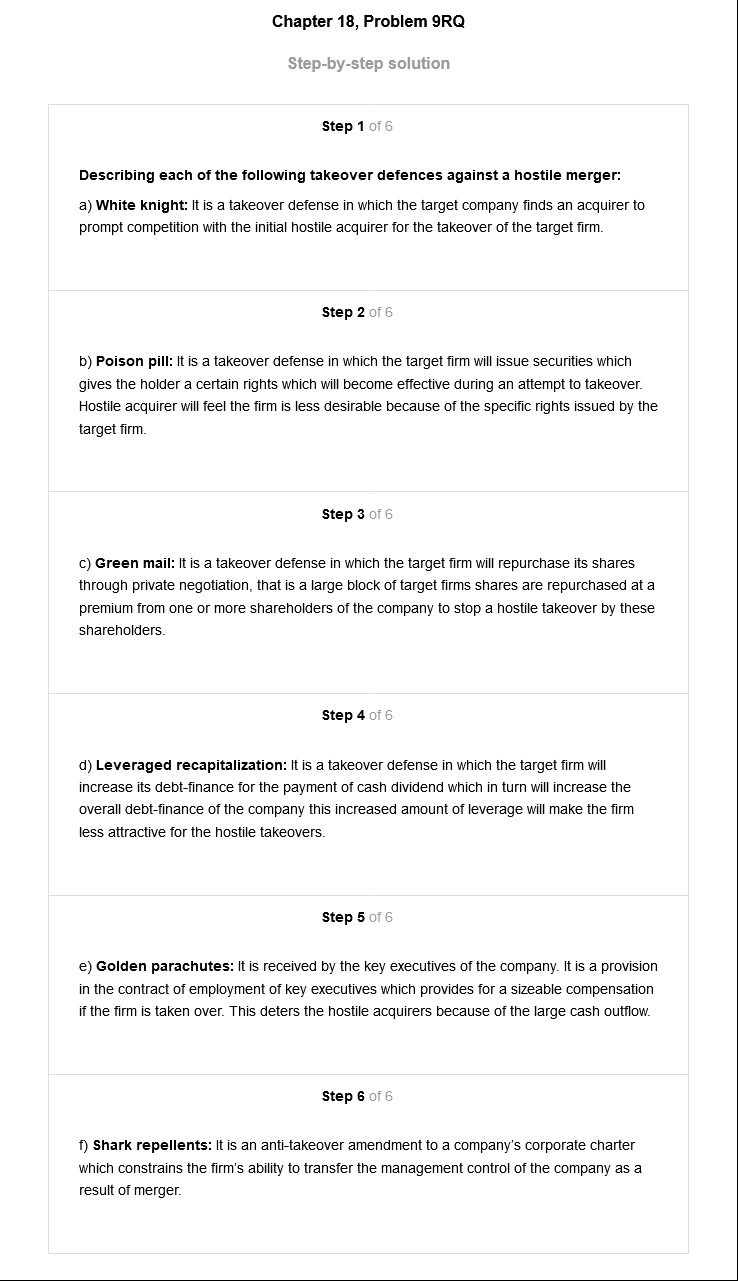 Chapter 18, Problem 9RQ
Step-by-step solution
Step 1 of 6
Describing each of the following takeover defences against a hostile merger:
a) White knight: It is a takeover defense in which the target company finds an acquirer to
prompt competition with the initial hostile acquirer for the takeover of the target firm.
Step 2 of 6
b) Poison pill: It is a takeover defense in which the target firm will issue securities which
gives the holder a certain rights which will become effective during an attempt to takeover.
Hostile acquirer will feel the firm is less desirable because of the specific rights issued by the
target firm.
Step 3 of 6
c) Green mail: It is a takeover defense in which the target firm will repurchase its shares
through private negotiation, that is a large block of target firms shares are repurchased at a
premium from one or more shareholders of the company to stop a hostile takeover by these
shareholders.
Step 4 of 6
d) Leveraged recapitalization: It is a takeover defense in which the target firm will
increase its debt-finance for the payment of cash dividend which in turn will increase the
overall debt-finance of the company this increased amount of leverage will make the firm
less attractive for the hostile takeovers.
Step 5 of 6
e) Golden parachutes: It is received by the key executives of the company. It is a provision
in the contract of employment of key executives which provides for a sizeable compensation
if the firm is taken over. This deters the hostile acquirers because of the large cash outflow.
Step 6 of 6
f) Shark repellents: It is an anti-takeover amendment to a company's corporate charter
which constrains the firm's ability to transfer the management control of the company as a
result of merger.